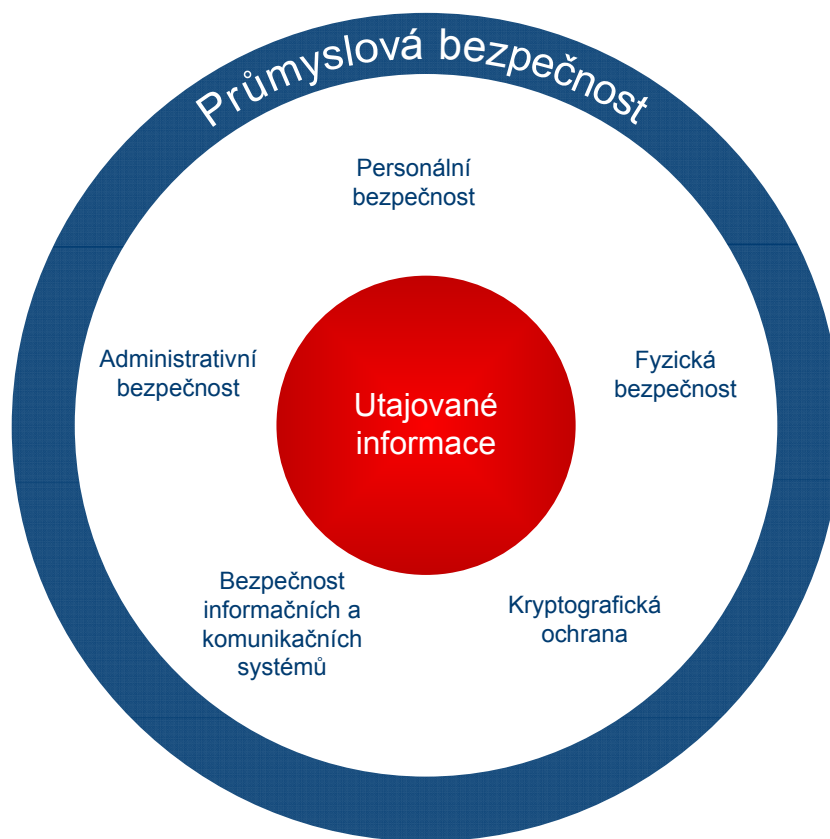 Průmyslová bezpečnost
Personální
bezpečnost
Administrativní
bezpečnost
Fyzická
bezpečnost
Utajované
informace
Bezpečnost
informačních a
komunikačních
systémů
Kryptografická
ochrana